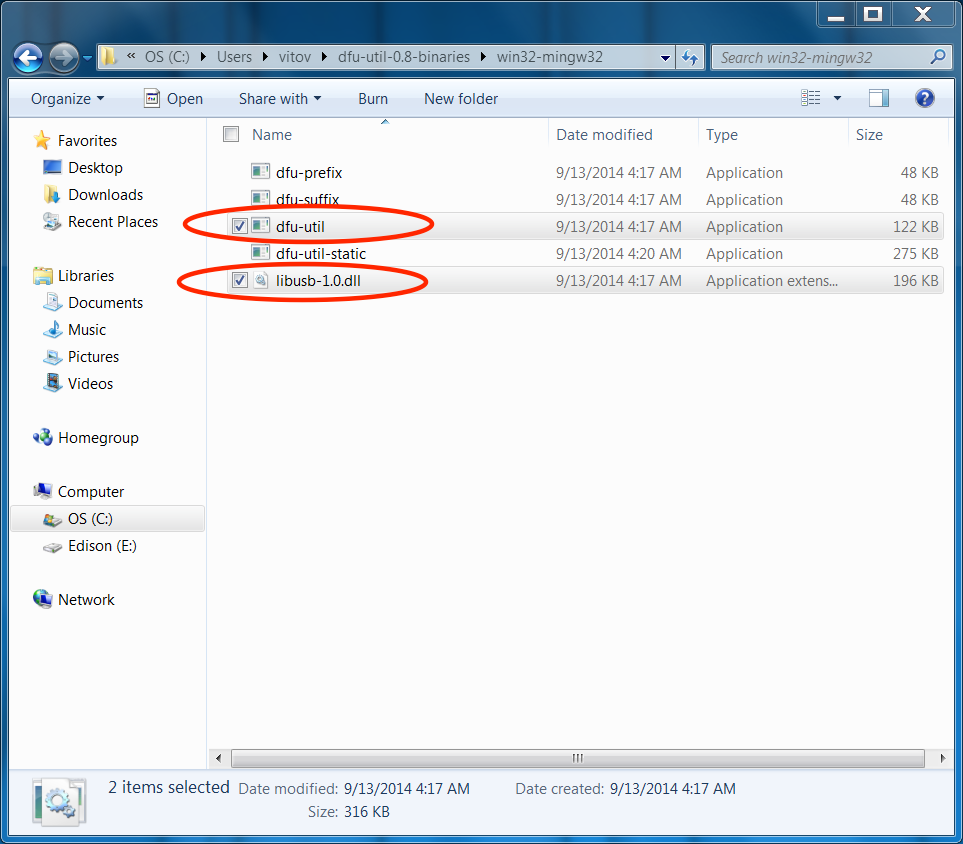 « OS (C:) Users vitov dfu-util-0.8-binaries win32-mingw32 Search win32-mingw32
Organize Open Share with Burn New folder
Favorites
Desktop
Downloads
Recent Places
Libraries
Documents
Music
Pictures
Videos
Homegroup
Computer
OS (C:)
Edison (E:)
Network
Name Date modified Type Size
dfu-prefix 9/13/2014 4:17 AM Application 48 KB
dfu-suffix 9/13/2014 4:17 AM Application 48 KB
dfu-util 9/13/2014 4:17 AM Application 122 KB
dfu-util-static 9/13/2014 4:20 AM Application 275 KB
libusb-1.0.dll 9/13/2014 4:17 AM Application extens... 196 KB
2 items selected Date modified: 9/13/2014 4:17 AM Date created: 9/13/2014 4:17 AM
Size: 316 KB